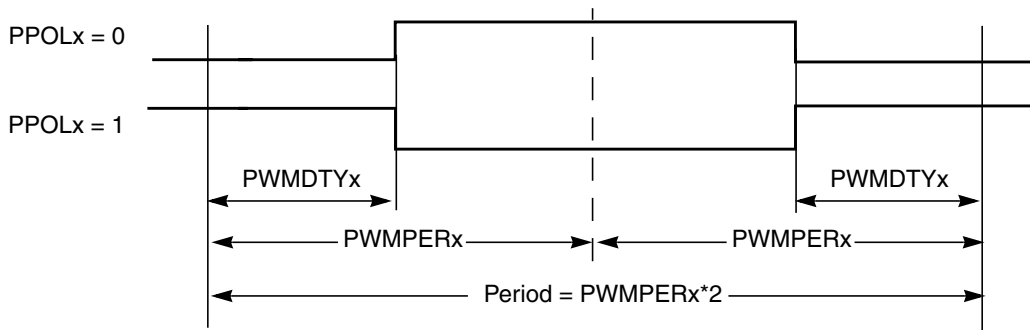 PPOLx = 0
PPOLx = 1
PWMDTYx
PWMDTYx
PWMPERx
PWMPERx
Period = PWMPERx*2